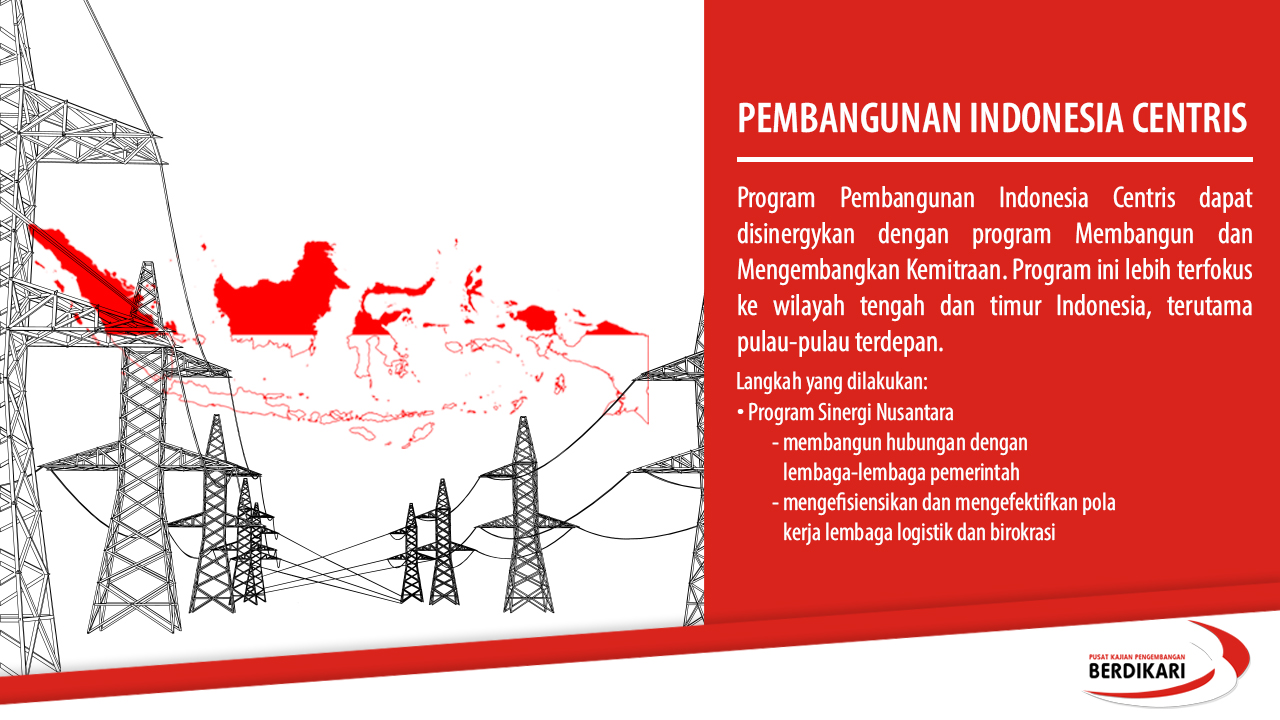 PEMBANGUNAN INDONESIA CENTRIS
Program Pembangunan Indonesia Centris dapat
disinergykan dengan program Membangun dan
Mengembangkan Kemitraan. Program ini lebih terfokus
ke wilayah tengah dan timur Indonesia, terutama
pulau-pulau terdepan.
Langkah yang dilakukan:
• Program Sinergi Nusantara
- membangun hubungan dengan
lembaga-lembaga pemerintah
- mengefisiensikan dan mengefektifkan pola
kerja lembaga logistik dan birokrasi
PUSAT KAJIAN PENGEMBANGAN
BERDIKARI